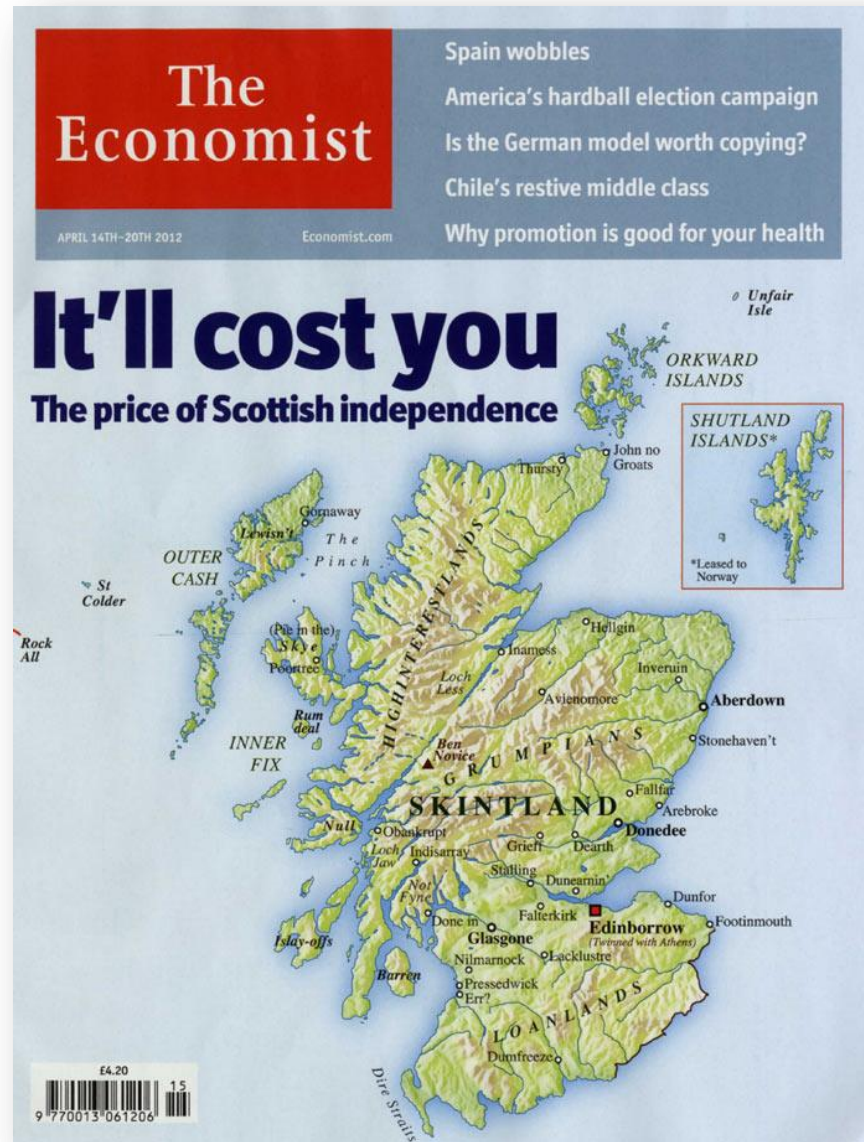 The
Economist
APRIL 14TH–20TH 2012
Economist.com
Spain wobbles
America's hardball election campaign
Is the German model worth copying?
Chile's restive middle class
Why promotion is good for your health
It'll cost you
The price of Scottish independence
Unfair
Isle
ORKWARD
ISLANDS
SHUTLAND
ISLANDS*
*Leased to
Norway
John no
Groats
Thursty
Gornaway
Lewisn't
The
Pinch
OUTER
CASH
St
Colder
Rock
All
(Pie in the)
Skye
Poortree
HIGHINTERESTLANDS
Hellgin
Inamess
Inveruin
Loch
Less
Avienomore
Aberdown
Rum
deal
INNER
FIX
Ben
Novice
GRUMPIANS
Stonehaven't
SKINTLAND
Fallfar
Arebroke
Null
Obankrupt
Donedee
Loch
Jaw
Indisarray
Grieff
Dearth
Stalling
Dunearnin'
Not
Fyne
Dunfor
Falterkirk
Edinborrow
(Twinned with Athens)
Footinmouth
Done in
Glasgone
Islay-offs
Nilmarnock
Lacklustre
Barren
Pressedwick
Err?
LOANLANDS
Dumfreeze
Dire Straits
£4.20
15
9 770013 061206